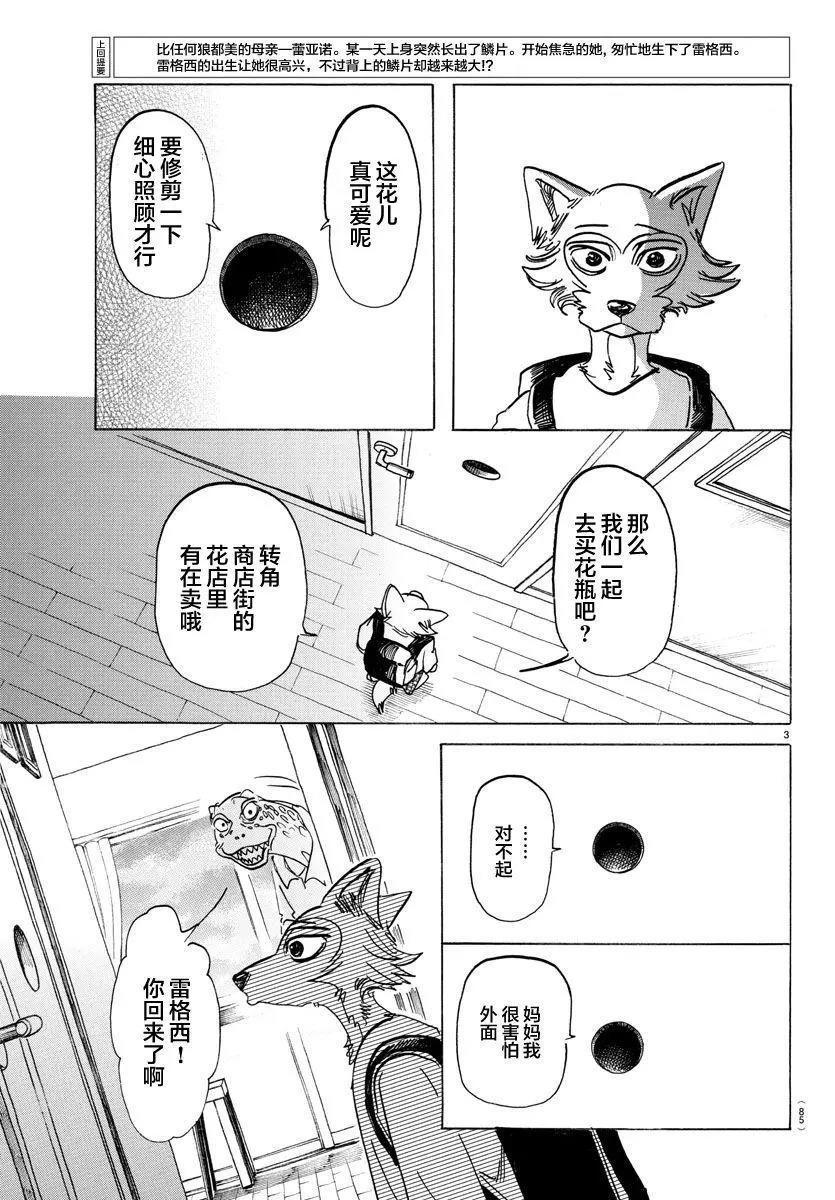 上回提要
比任何狼都美的母亲—蕾亚诺。某一天上身突然长出了鳞片。开始焦急的她,匆忙地生下了雷格西。
雷格西的出生让她很高兴，不过背上的鳞片却越来越大!?
这花儿
真可爱呢
要修剪一下
细心照顾才行
那么
我们一起
去买花瓶吧?
转角
商店街的
花店里
有在卖哦
3
……
对不起
妈妈我
很害怕
外面
雷格西!
你回来了啊
(85)